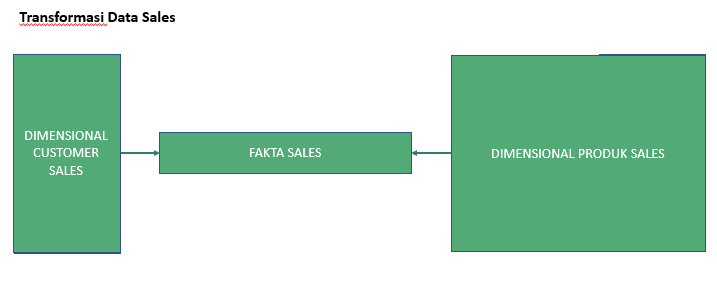 Transformasi Data Sales
DIMENSIONAL
CUSTOMER
SALES
FAKTA SALES
DIMENSIONAL PRODUK SALES